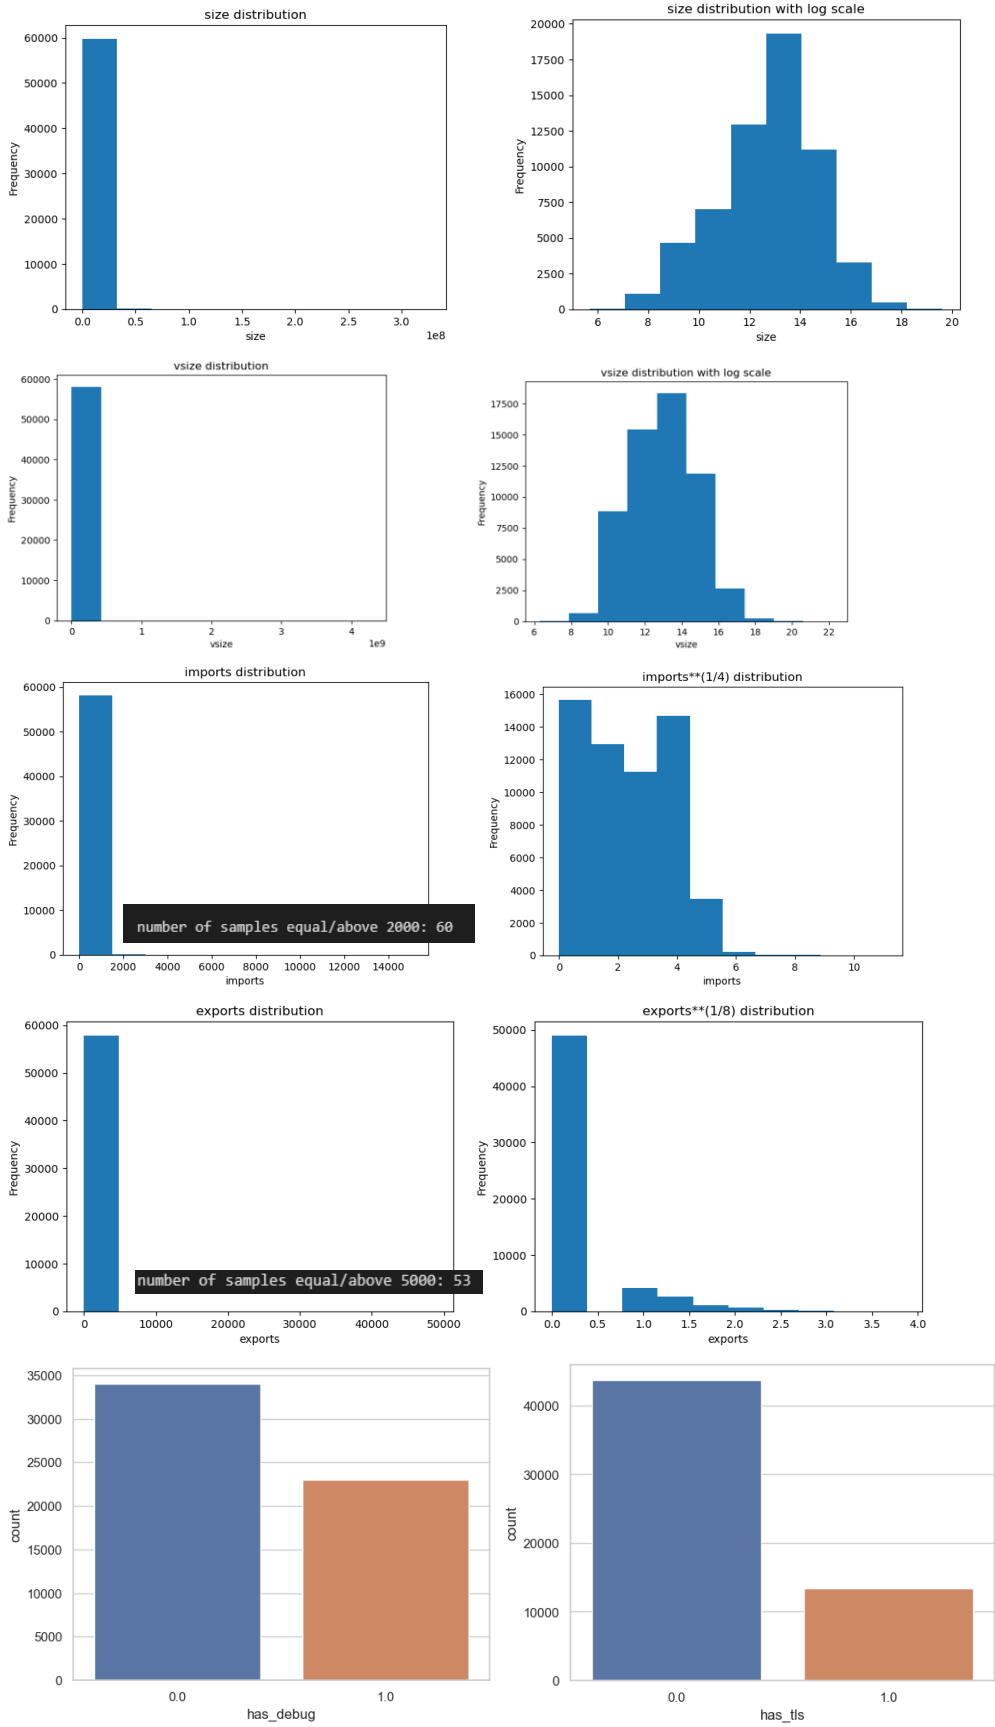 size distribution
60000
50000
40000
30000
20000
10000
0
Frequency
0.0 0.5 1.0 1.5 2.0 2.5 3.0
1e8
size
size distribution with log scale
20000
17500
15000
12500
10000
7500
5000
2500
0
Frequency
6 8 10 12 14 16 18 20
size
vsize distribution
60000
50000
40000
30000
20000
10000
0
Frequency
0 1 2 3 4
1e9
vsize
vsize distribution with log scale
17500
15000
12500
10000
7500
5000
2500
0
Frequency
6 8 10 12 14 16 18 20 22
vsize
imports distribution
60000
50000
40000
30000
20000
10000
0
Frequency
number of samples equal/above 2000: 60
0 2000 4000 6000 8000 10000 12000 14000
imports
imports**(1/4) distribution
16000
14000
12000
10000
8000
6000
4000
2000
0
Frequency
0 2 4 6 8 10
imports
exports distribution
60000
50000
40000
30000
20000
10000
0
Frequency
number of samples equal/above 5000: 53
0 10000 20000 30000 40000 50000
exports
exports**(1/8) distribution
50000
40000
30000
20000
10000
0
Frequency
0.0 0.5 1.0 1.5 2.0 2.5 3.0 3.5 4.0
exports
35000
30000
25000
20000
15000
10000
5000
0
count
0.0 1.0
has_debug
40000
30000
20000
10000
0
count
0.0 1.0
has_tls